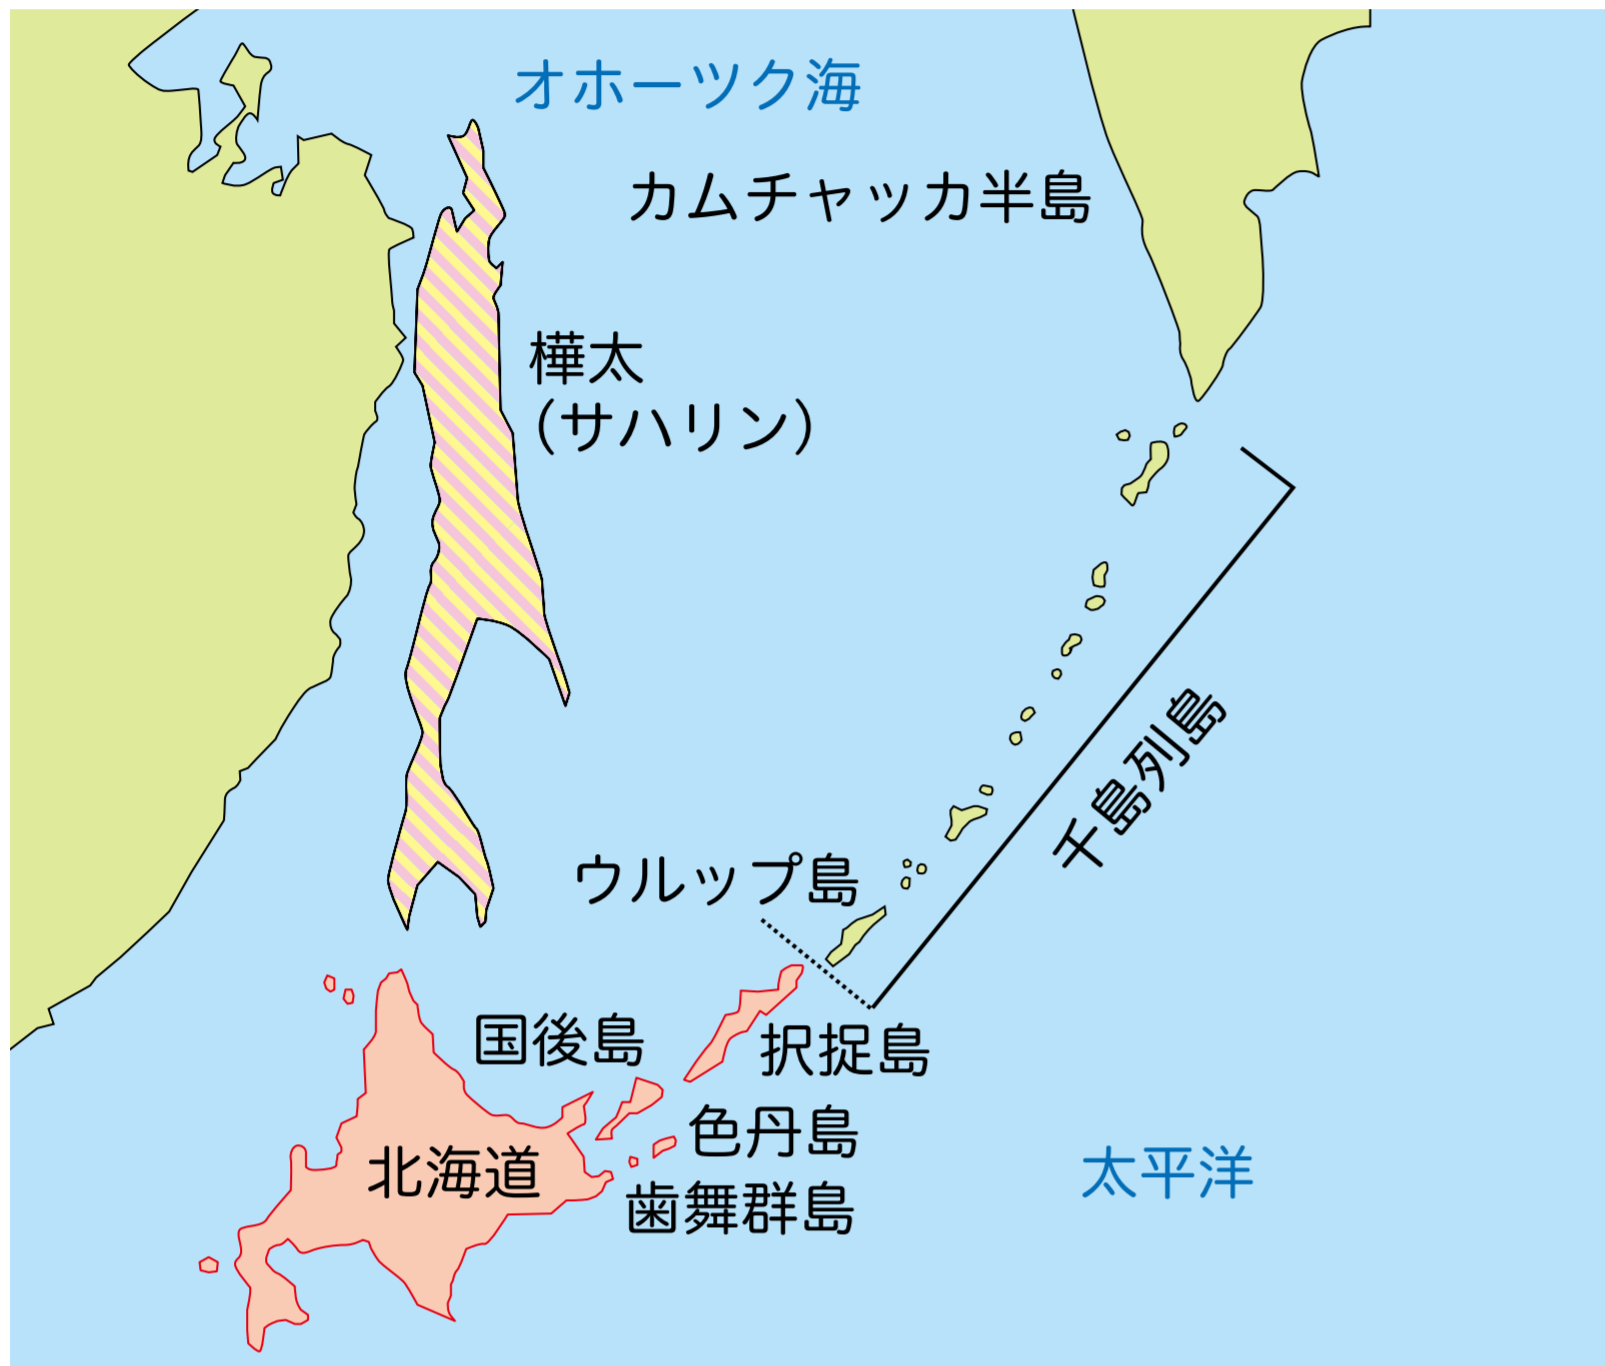 オホーツク海
カムチャッカ半島
樺太
（サハリン）
千島列島
ウルップ島
国後島
択捉島
色丹島
北海道
歯舞群島
太平洋